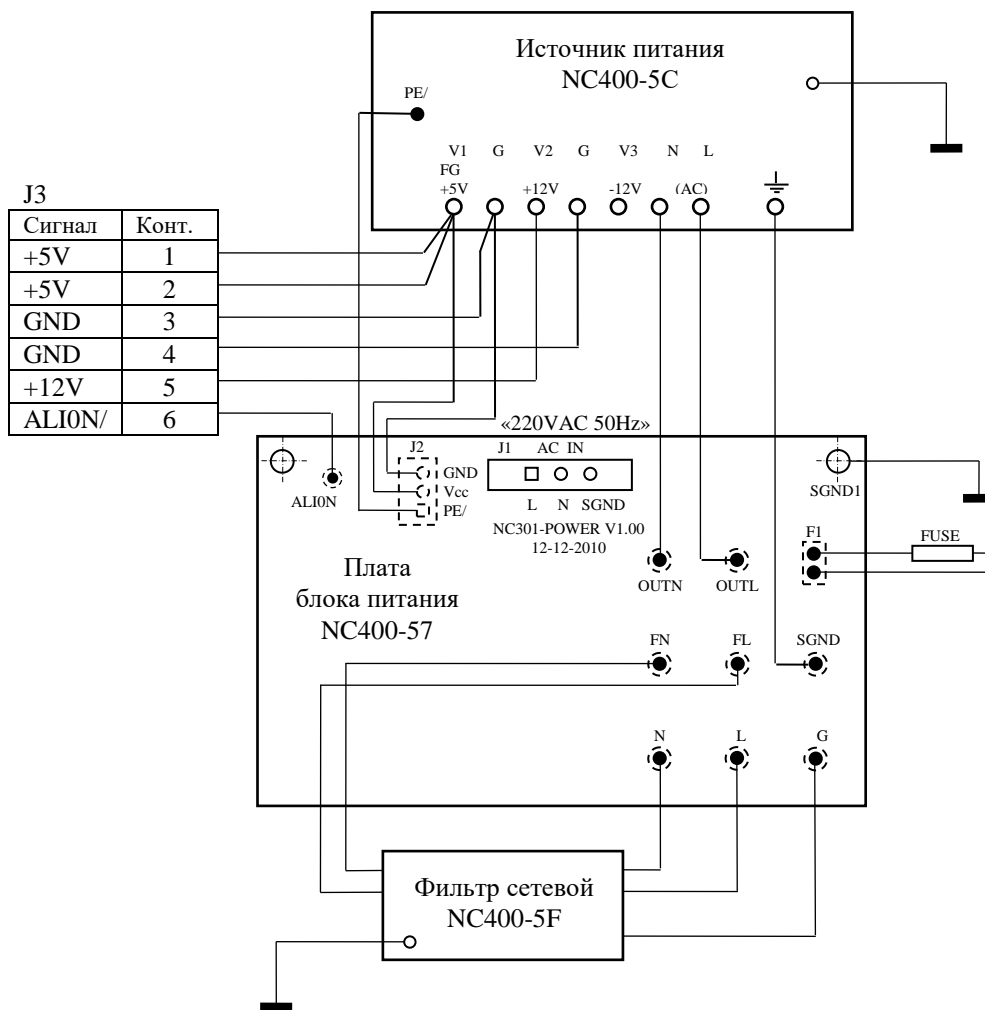 Источник питания
NC400-5C
PE/
V1 G V2 G V3 N L
FG
+5V +12V -12V (AC)
J3
Сигнал Конт.
+5V 1
+5V 2
GND 3
GND 4
+12V 5
ALI0N/ 6
«220VAC 50Hz»
J2 J1 AC IN
GND
Vcc
PE/
ALI0N
L N SGND
SGND1
NC301-POWER V1.00
12-12-2010
F1 FUSE
Плата
блока питания
NC400-57
OUTN OUTL
FN FL SGND
N L G
Фильтр сетевой
NC400-5F